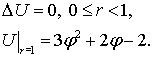 ΔU = 0, 0 ≤ r < 1,
U|_{r=1} = 3φ² + 2φ − 2.